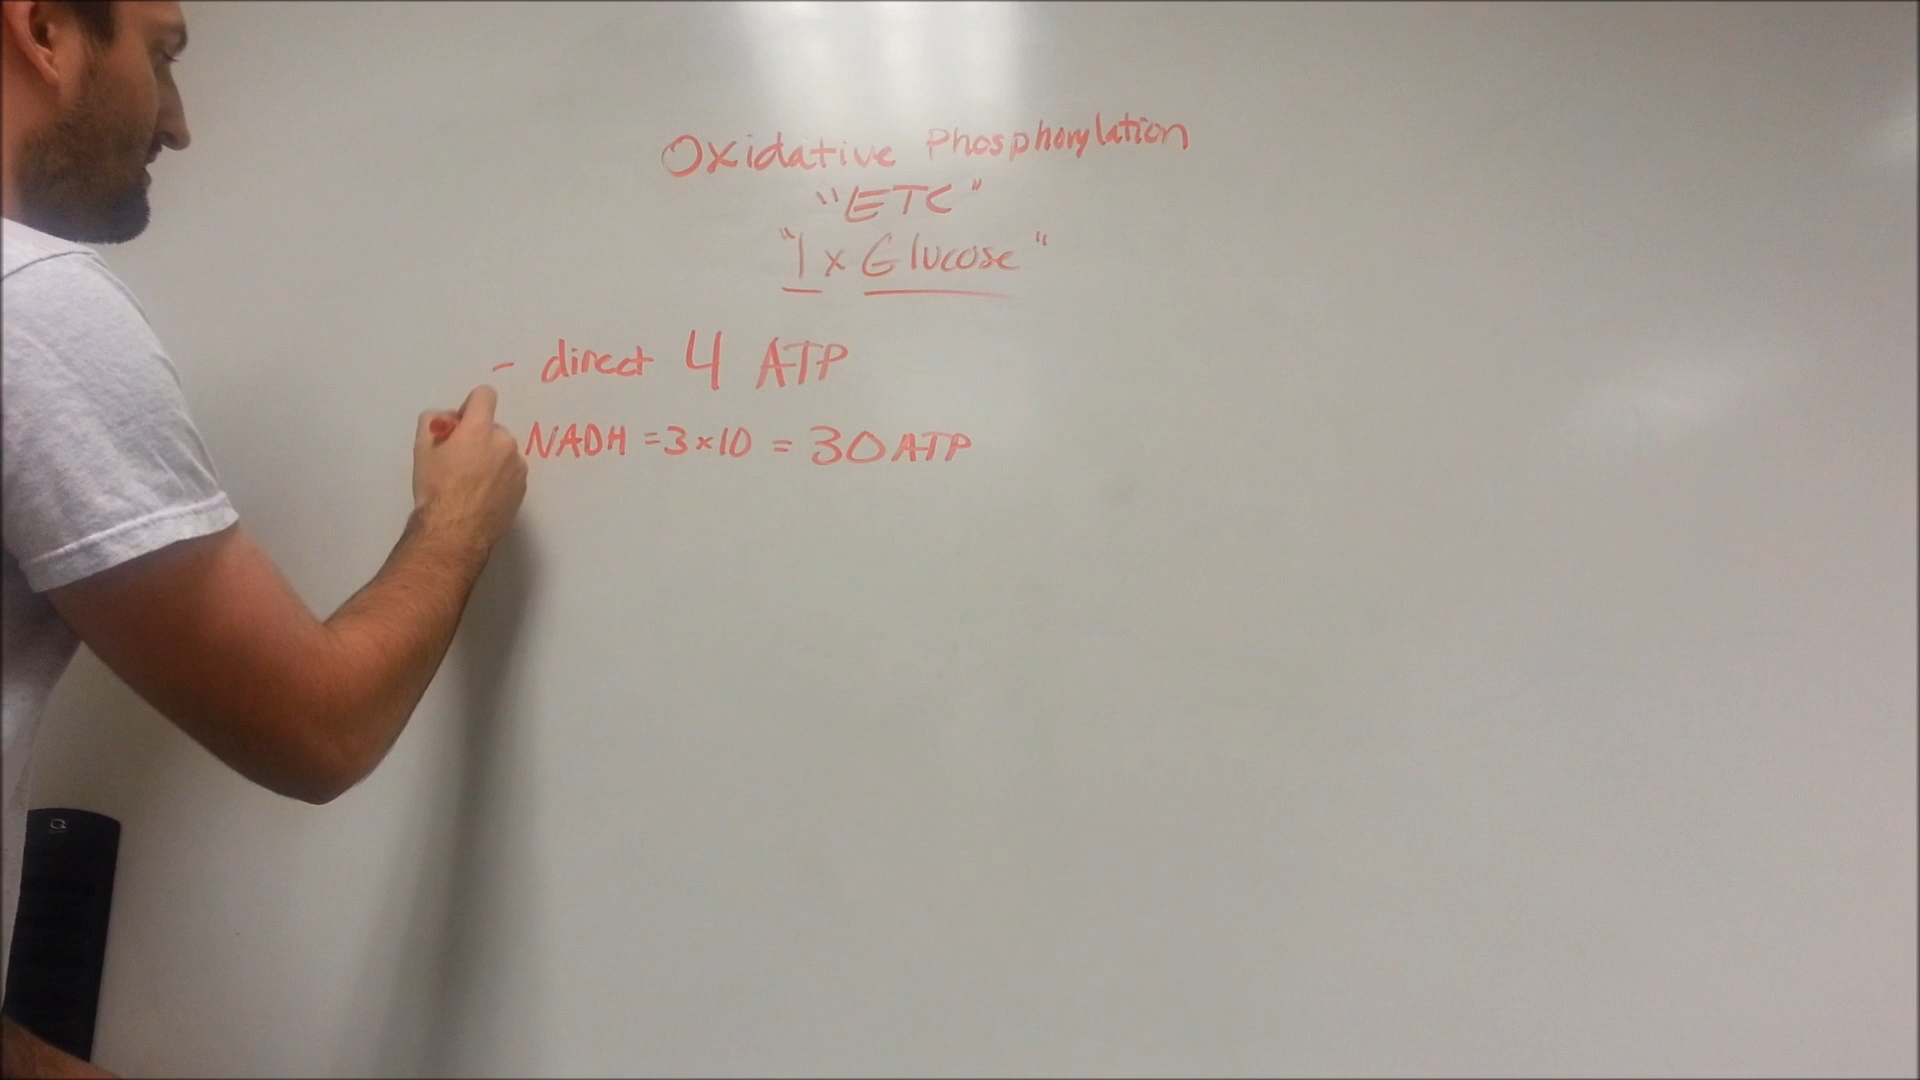 Oxidative Phosphorylation
"ETC"
"1 x Glucose"
- direct 4 ATP
NADH = 3 x 10 = 30 ATP